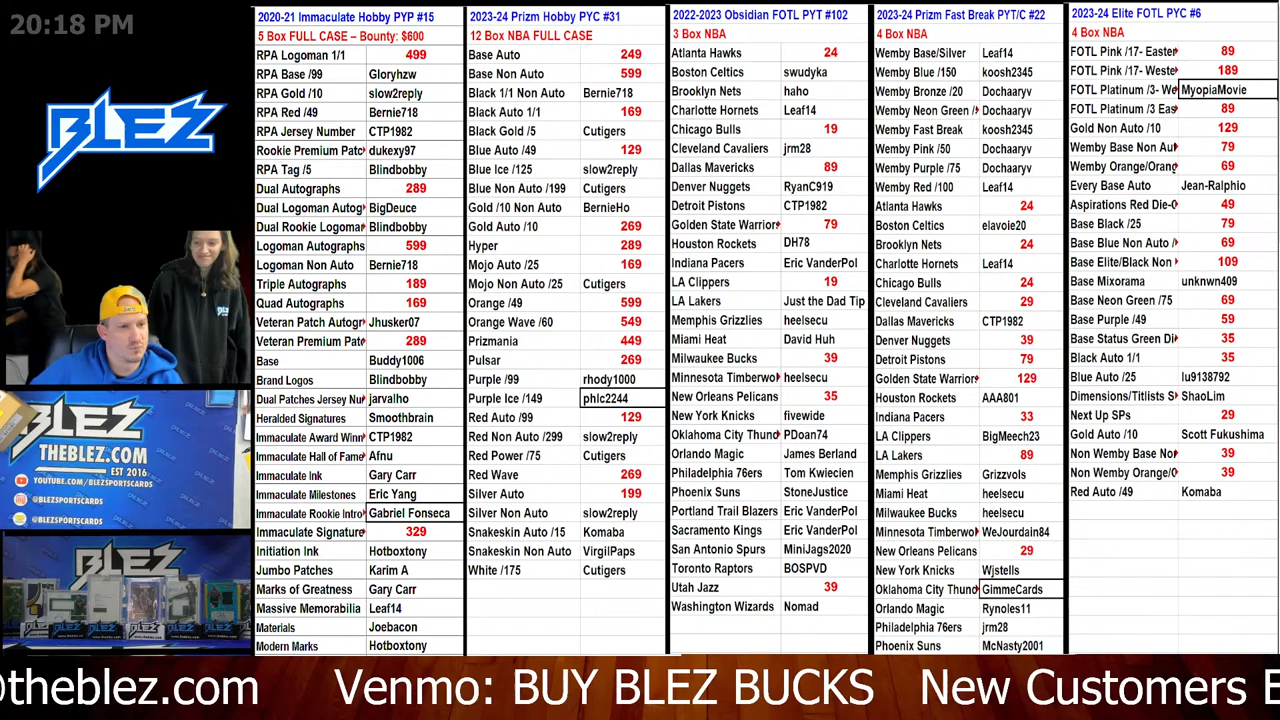 20:18 PM
BLEZ
BLEZ
THEBLEZ.COM
EST 2016
YOUTUBE.COM/BLEZSPORTSCARDS
@BLEZSPORTSCARDS
@BLEZSPORTSCARDS
BLEZ
2020-21 Immaculate Hobby PYP #15
5 Box FULL CASE – Bounty: $600
RPA Logoman 1/1 499
RPA Base /99 Gloryhzw
RPA Gold /10 slow2reply
RPA Red /49 Bernie718
RPA Jersey Number CTP1982
Rookie Premium Patc dukexy97
RPA Tag /5 Blindbobby
Dual Autographs 289
Dual Logoman Autog BigDeuce
Dual Rookie Logoma Blindbobby
Logoman Autographs 599
Logoman Non Auto Bernie718
Triple Autographs 189
Quad Autographs 169
Veteran Patch Autogr Jhusker07
Veteran Premium Pat 289
Base Buddy1006
Brand Logos Blindbobby
Dual Patches Jersey Nu jarvalho
Heralded Signatures Smoothbrain
Immaculate Award Winn CTP1982
Immaculate Hall of Fame Afnu
Immaculate Ink Gary Carr
Immaculate Milestones Eric Yang
Immaculate Rookie Intro Gabriel Fonseca
Immaculate Signature 329
Initiation Ink Hotboxtony
Jumbo Patches Karim A
Marks of Greatness Gary Carr
Massive Memorabilia Leaf14
Materials Joebacon
Modern Marks Hotboxtony
2023-24 Prizm Hobby PYC #31
12 Box NBA FULL CASE
Base Auto 249
Base Non Auto 599
Black 1/1 Non Auto Bernie718
Black Auto 1/1 169
Black Gold /5 Cutigers
Blue Auto /49 129
Blue Ice /125 slow2reply
Blue Non Auto /199 Cutigers
Gold /10 Non Auto BernieHo
Gold Auto /10 269
Hyper 289
Mojo Auto /25 169
Mojo Non Auto /25 Cutigers
Orange /49 599
Orange Wave /60 549
Prizmania 449
Pulsar 269
Purple /99 rhody1000
Purple Ice /149 phlc2244
Red Auto /99 129
Red Non Auto /299 slow2reply
Red Power /75 Cutigers
Red Wave 269
Silver Auto 199
Silver Non Auto slow2reply
Snakeskin Auto /15 Komaba
Snakeskin Non Auto VirgilPaps
White /175 Cutigers
2022-2023 Obsidian FOTL PYT #102
3 Box NBA
Atlanta Hawks 24
Boston Celtics swudyka
Brooklyn Nets haho
Charlotte Hornets Leaf14
Chicago Bulls 19
Cleveland Cavaliers jrm28
Dallas Mavericks 89
Denver Nuggets RyanC919
Detroit Pistons CTP1982
Golden State Warrior 79
Houston Rockets DH78
Indiana Pacers Eric VanderPol
LA Clippers 19
LA Lakers Just the Dad Tip
Memphis Grizzlies heelsecu
Miami Heat David Huh
Milwaukee Bucks 39
Minnesota Timberwo heelsecu
New Orleans Pelicans 35
New York Knicks fivewide
Oklahoma City Thund PDoan74
Orlando Magic James Berland
Philadelphia 76ers Tom Kwiecien
Phoenix Suns StoneJustice
Portland Trail Blazers Eric VanderPol
Sacramento Kings Eric VanderPol
San Antonio Spurs MiniJags2020
Toronto Raptors BOSPVD
Utah Jazz 39
Washington Wizards Nomad
2023-24 Prizm Fast Break PYT/C #22
4 Box NBA
Wemby Base/Silver Leaf14
Wemby Blue /150 koosh2345
Wemby Bronze /20 Dochaaryv
Wemby Neon Green / Dochaaryv
Wemby Fast Break koosh2345
Wemby Pink /50 Dochaaryv
Wemby Purple /75 Dochaaryv
Wemby Red /100 Leaf14
Atlanta Hawks 24
Boston Celtics elavoie20
Brooklyn Nets 24
Charlotte Hornets Leaf14
Chicago Bulls 24
Cleveland Cavaliers 29
Dallas Mavericks CTP1982
Denver Nuggets 39
Detroit Pistons 79
Golden State Warrior 129
Houston Rockets AAA801
Indiana Pacers 33
LA Clippers BigMeech23
LA Lakers 89
Memphis Grizzlies Grizzvols
Miami Heat heelsecu
Milwaukee Bucks heelsecu
Minnesota Timberwo WeJourdain84
New Orleans Pelicans 29
New York Knicks Wjstells
Oklahoma City Thund GimmeCards
Orlando Magic Rynoles11
Philadelphia 76ers jrm28
Phoenix Suns McNasty2001
2023-24 Elite FOTL PYC #6
4 Box NBA
FOTL Pink /17- Easter 89
FOTL Pink /17- Weste 189
FOTL Platinum /3- We MyopiaMovie
FOTL Platinum /3 Eas 89
Gold Non Auto /10 129
Wemby Base Non Au 79
Wemby Orange/Orang 69
Every Base Auto Jean-Ralphio
Aspirations Red Die-C 49
Base Black /25 79
Base Blue Non Auto / 69
Base Elite/Black Non 109
Base Mixorama unknwn409
Base Neon Green /75 69
Base Purple /49 59
Base Status Green Di 35
Black Auto 1/1 35
Blue Auto /25 lu9138792
Dimensions/Titlists S ShaoLim
Next Up SPs 29
Gold Auto /10 Scott Fukushima
Non Wemby Base No 39
Non Wemby Orange/O 39
Red Auto /49 Komaba
@theblez.com Venmo: BUY BLEZ BUCKS New Customers E